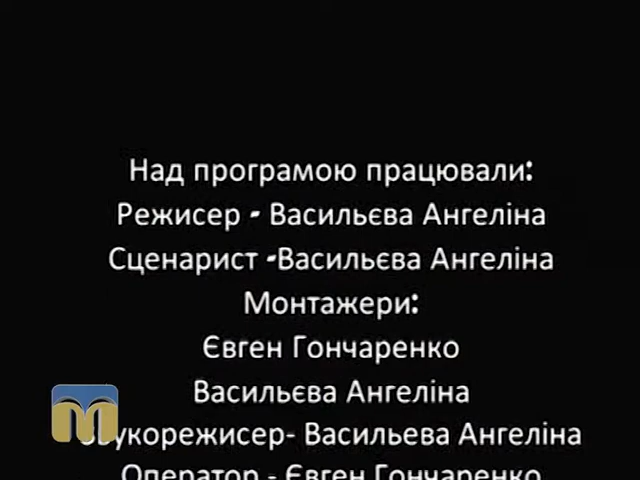 Над програмою працювали:
Режисер - Васильєва Ангеліна
Сценарист -Васильєва Ангеліна
Монтажери:
Євген Гончаренко
Васильєва Ангеліна
Звукорежисер- Васильева Ангеліна
Оператор - Євген Гончаренко